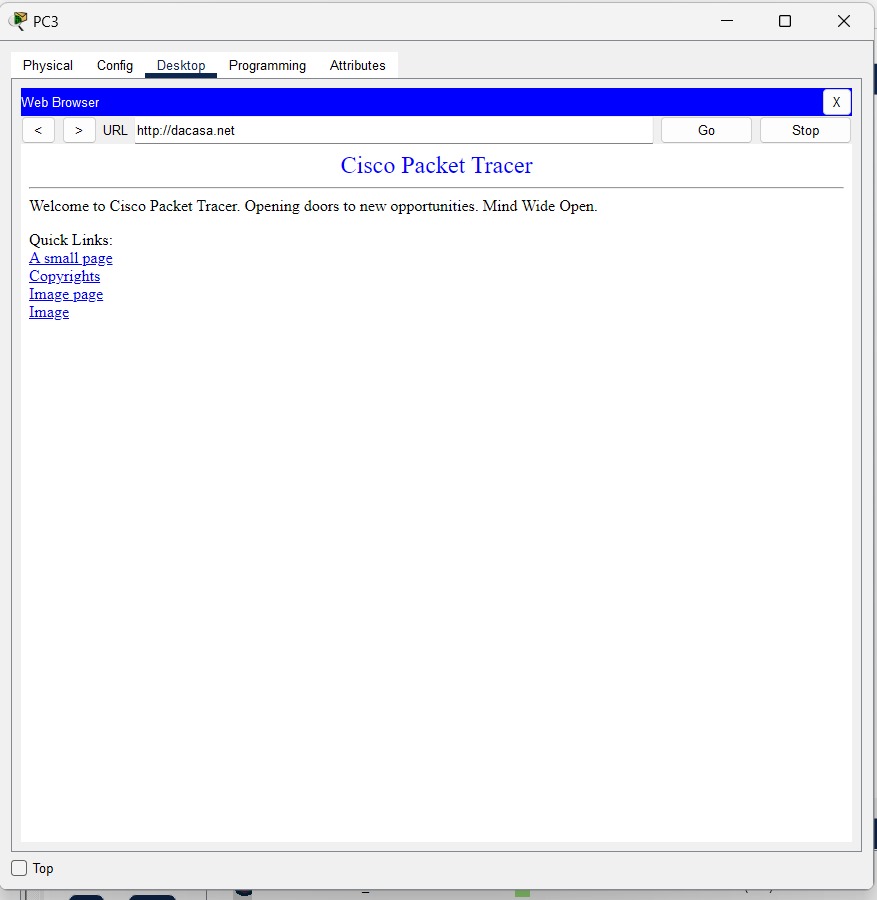 PC3
Physical Config Desktop Programming Attributes
Web Browser X
< > URL http://dacasa.net Go Stop
Cisco Packet Tracer
Welcome to Cisco Packet Tracer. Opening doors to new opportunities. Mind Wide Open.
Quick Links:
A small page
Copyrights
Image page
Image
Top